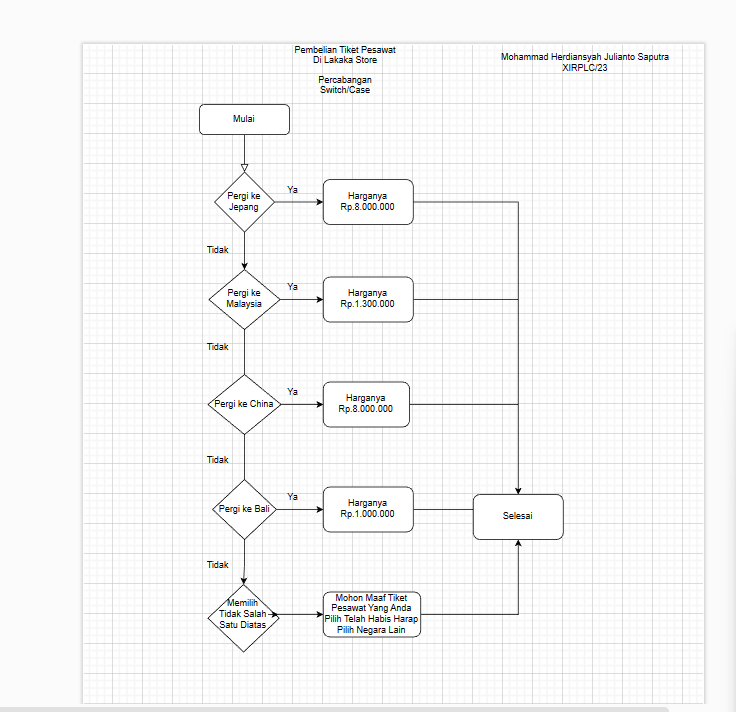 Pembelian Tiket Pesawat
Di Lakaka Store
Percabangan
Switch/Case
Mohammad Herdiansyah Julianto Saputra
XIRPLC/23
Mulai
Pergi ke
Jepang
Ya
Harganya
Rp.8.000.000
Tidak
Pergi ke
Malaysia
Ya
Harganya
Rp.1.300.000
Tidak
Pergi ke China
Ya
Harganya
Rp.8.000.000
Tidak
Pergi ke Bali
Ya
Harganya
Rp.1.000.000
Selesai
Tidak
Memilih
Tidak Salah
Satu Diatas
Mohon Maaf Tiket
Pesawat Yang Anda
Pilih Telah Habis Harap
Pilih Negara Lain